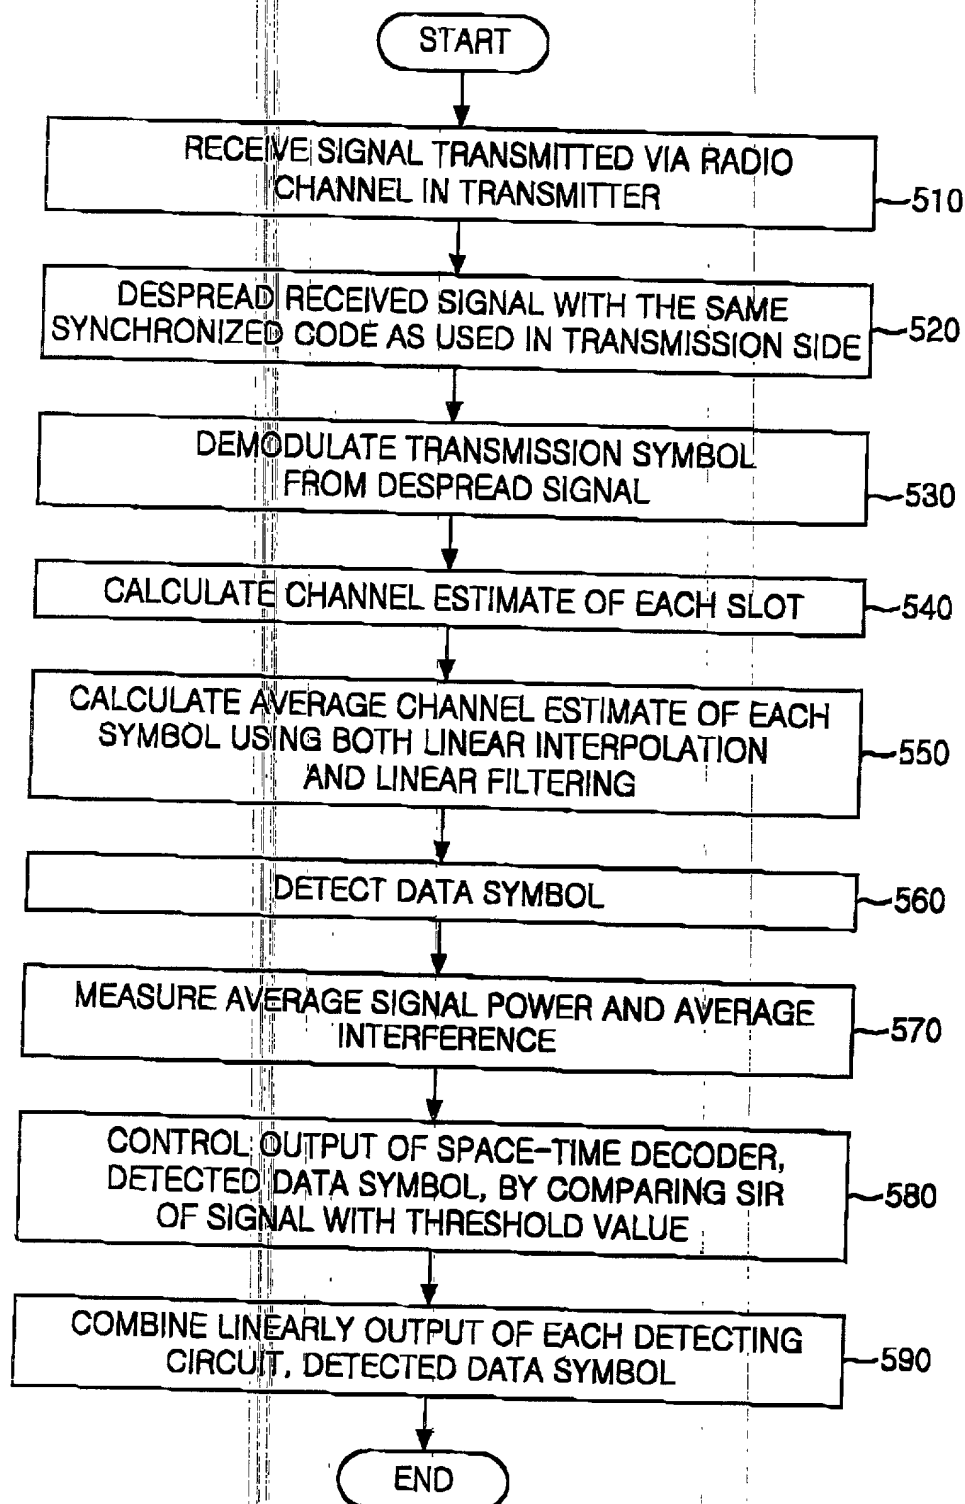 START
RECEIVE SIGNAL TRANSMITTED VIA RADIO
CHANNEL IN TRANSMITTER
510
DESPREAD RECEIVED SIGNAL WITH THE SAME
SYNCHRONIZED CODE AS USED IN TRANSMISSION SIDE
520
DEMODULATE TRANSMISSION SYMBOL
FROM DESPREAD SIGNAL
530
CALCULATE CHANNEL ESTIMATE OF EACH SLOT
540
CALCULATE AVERAGE CHANNEL ESTIMATE OF EACH
SYMBOL USING BOTH LINEAR INTERPOLATION
AND LINEAR FILTERING
550
DETECT DATA SYMBOL
560
MEASURE AVERAGE SIGNAL POWER AND AVERAGE
INTERFERENCE
570
CONTROL OUTPUT OF SPACE-TIME DECODER,
DETECTED DATA SYMBOL, BY COMPARING SIR
OF SIGNAL WITH THRESHOLD VALUE
580
COMBINE LINEARLY OUTPUT OF EACH DETECTING
CIRCUIT, DETECTED DATA SYMBOL
590
END